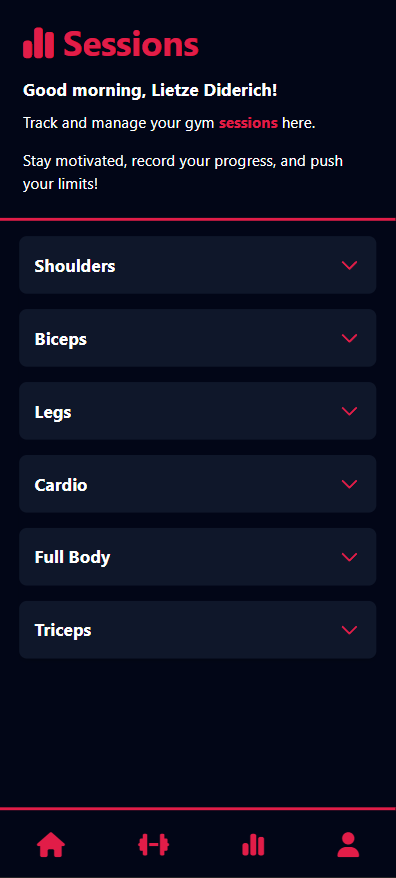 Sessions
Good morning, Lietze Diderich!
Track and manage your gym sessions here.
Stay motivated, record your progress, and push
your limits!
Shoulders
Biceps
Legs
Cardio
Full Body
Triceps